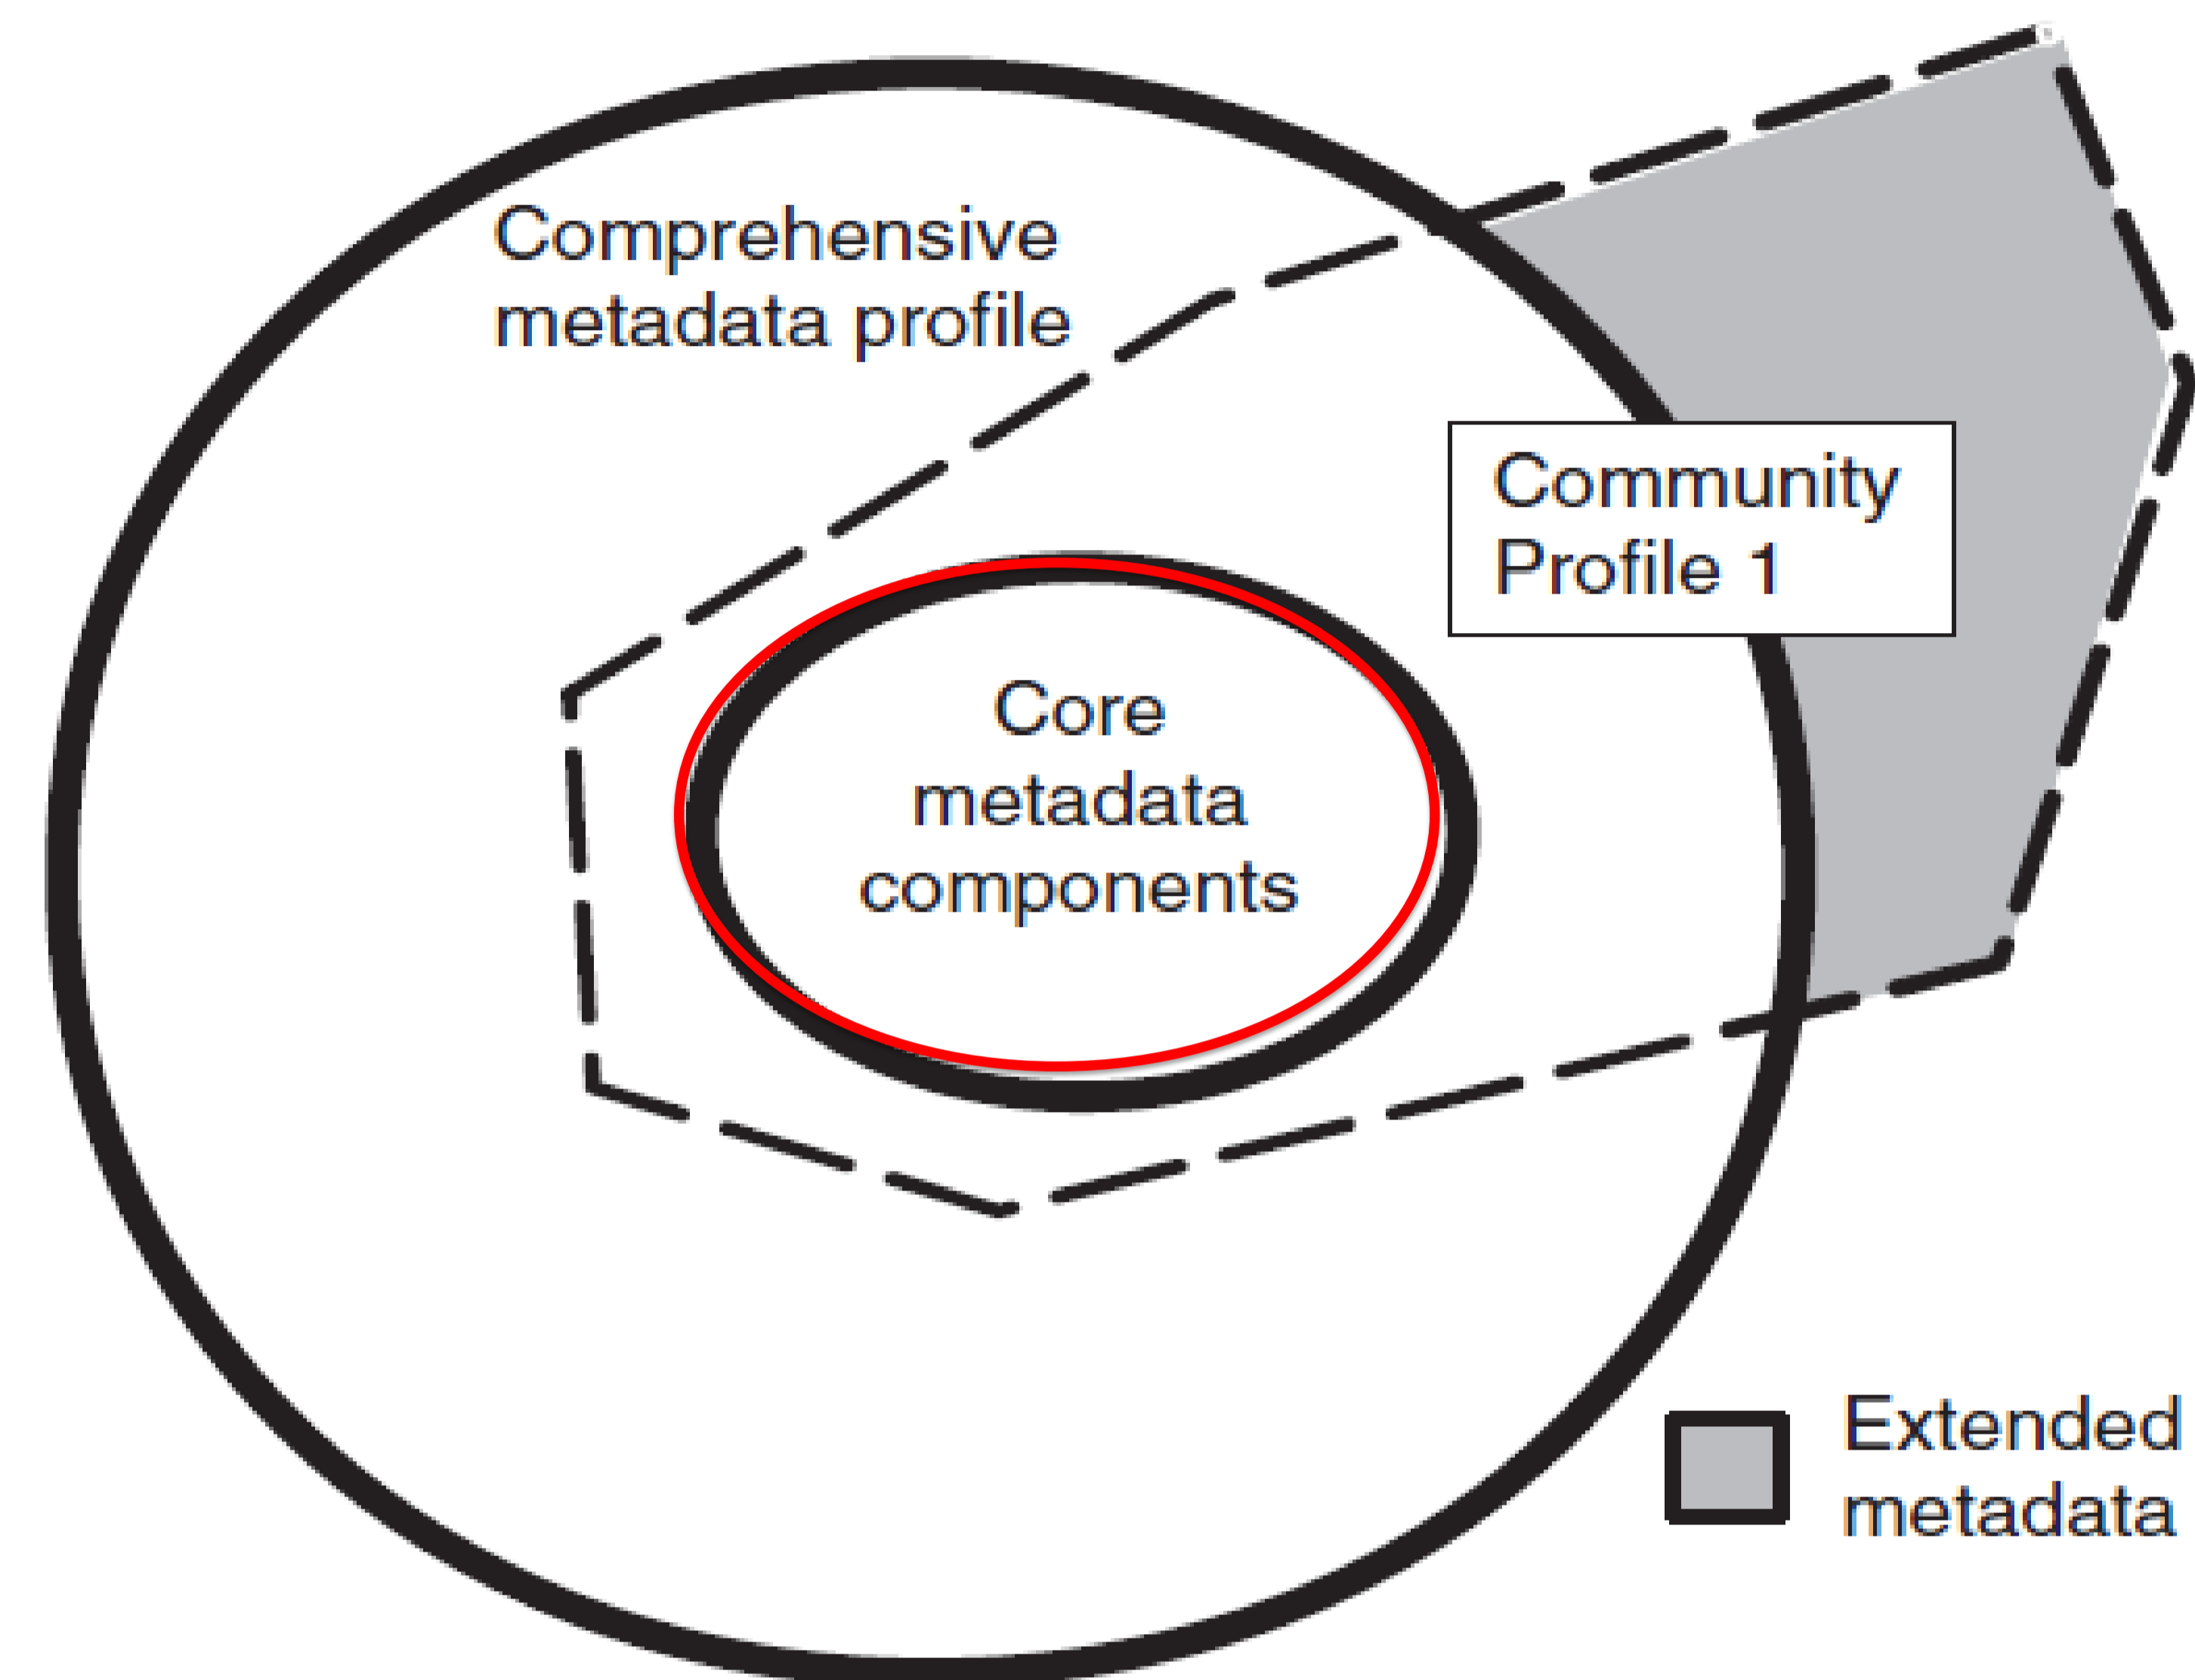 Comprehensive
metadata profile
Community
Profile 1
Core
metadata
components
Extended
metadata